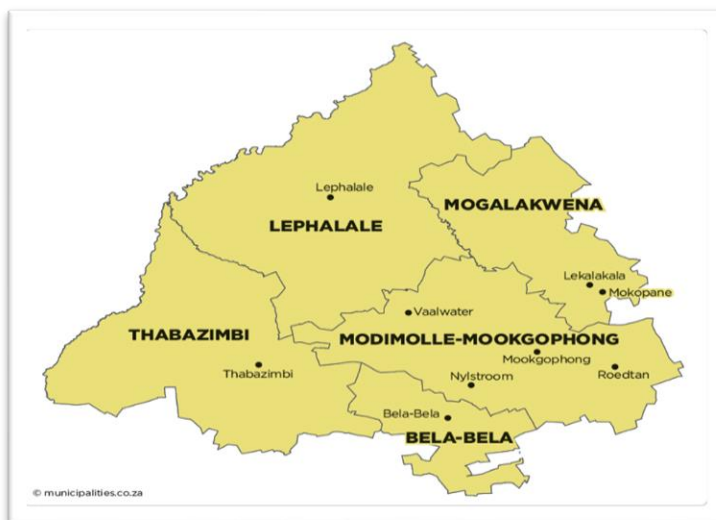 Lephalale
LEPHALALE
MOGALAKWENA
Lekalakala
Mokopane
Vaalwater
THABAZIMBI
MODIMOLLE-MOOKGOPHONG
Mookgophong
Thabazimbi
Nylstroom
Roedtan
Bela-Bela
BELA-BELA
© municipalities.co.za